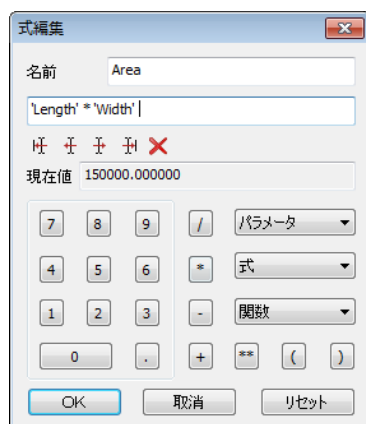 式編集
名前 Area
'Length' * 'Width'
現在値 150000.000000
7 8 9 / パラメータ
4 5 6 * 式
1 2 3 - 関数
0 . + ** ( )
OK 取消 リセット